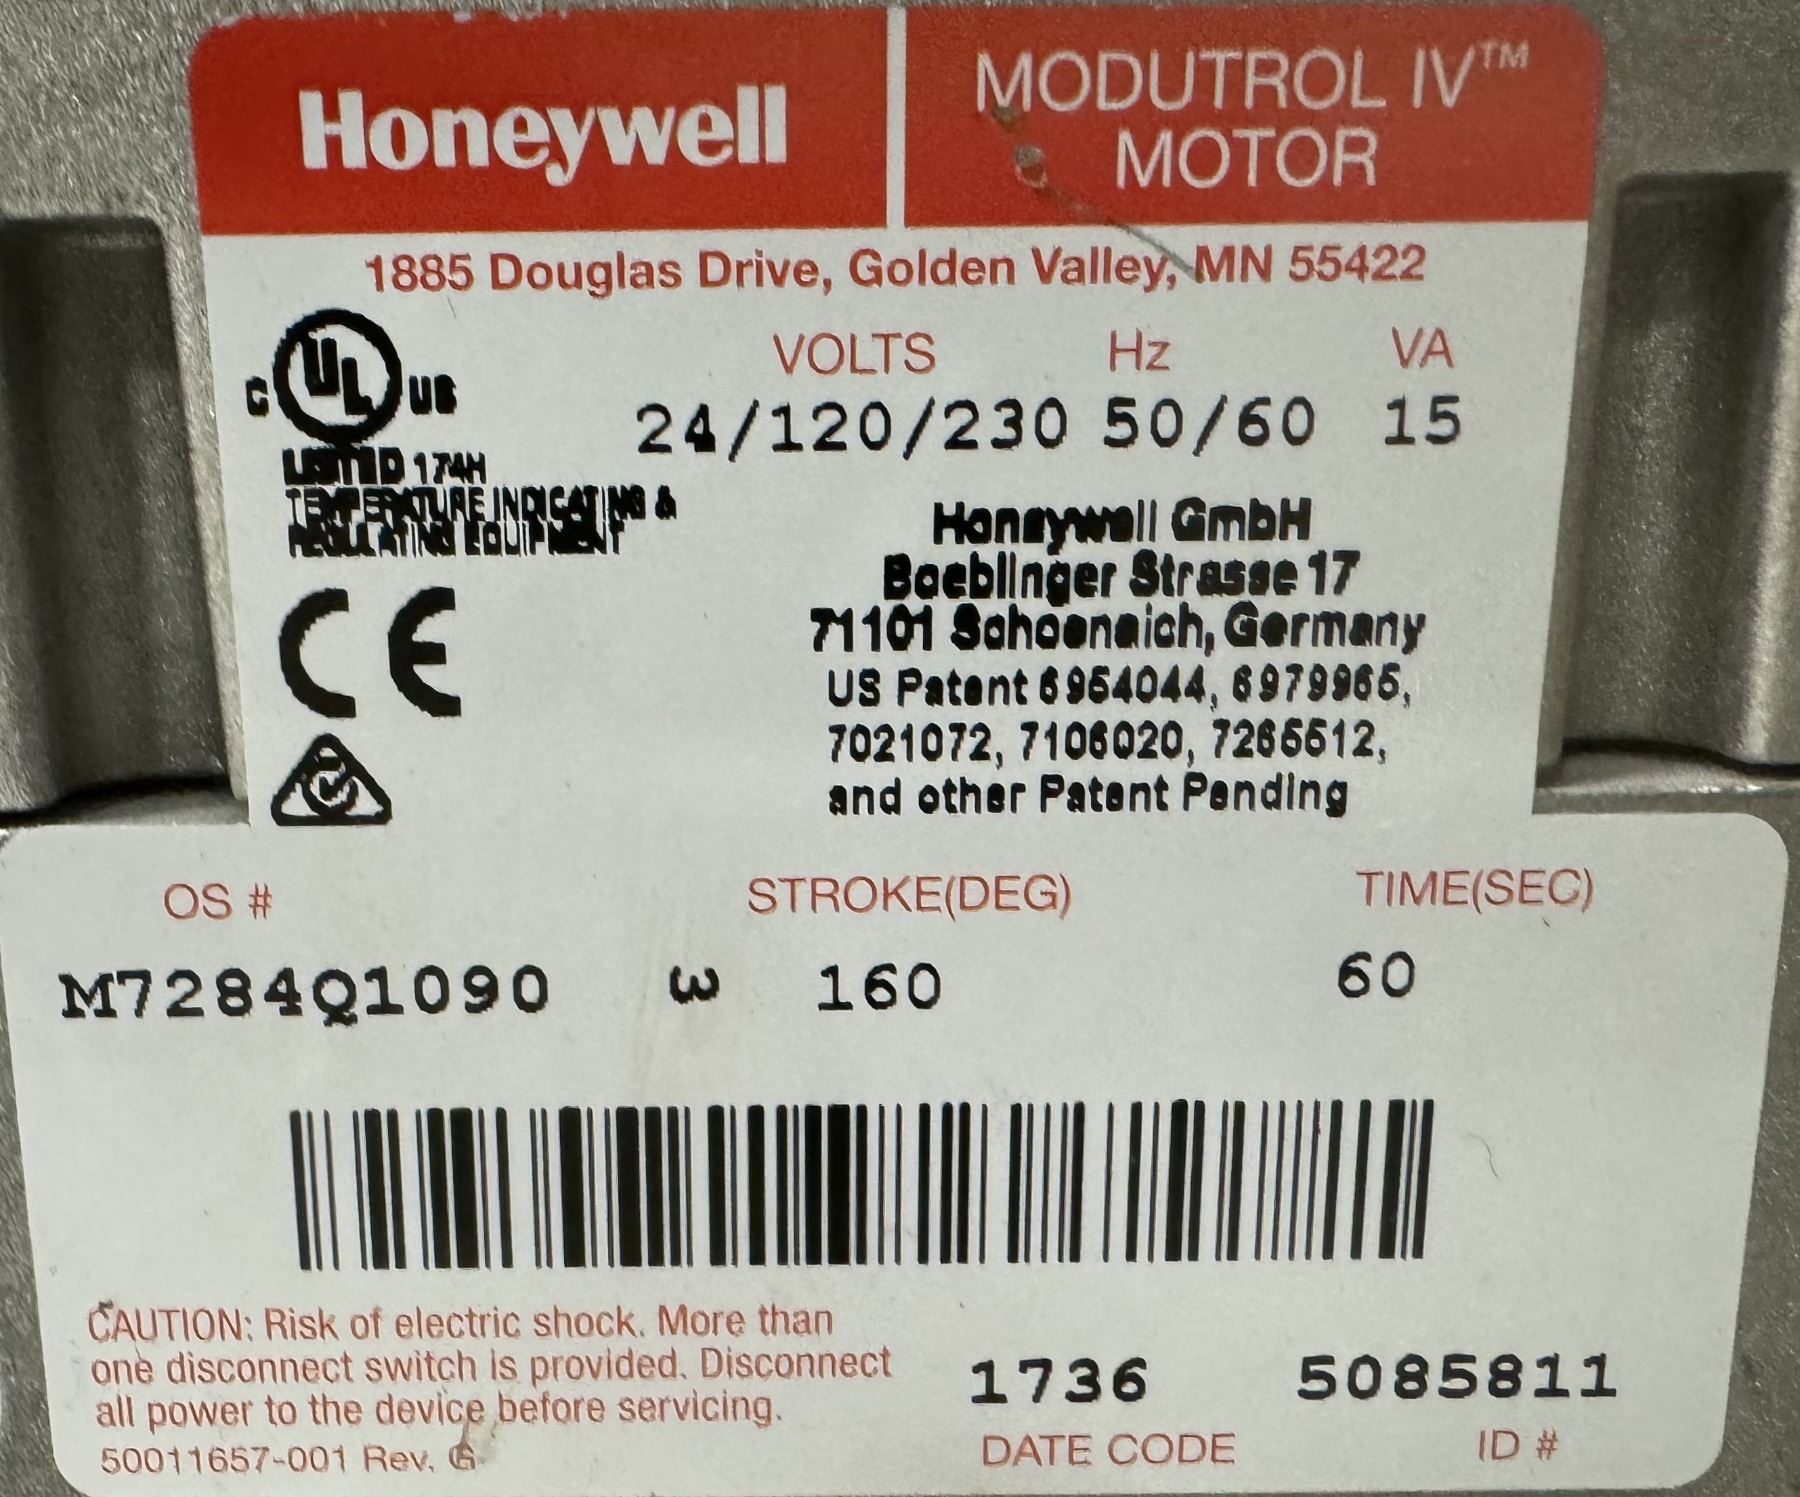 Honeywell
MODUTROL IV™
MOTOR
1885 Douglas Drive, Golden Valley, MN 55422
VOLTS Hz VA
24/120/230 50/60 15
C UL US
LISTED 174H
TEMPERATURE INDICATING &
REGULATING EQUIPMENT
CE
Honeywell GmbH
Boeblinger Strasse 17
71101 Schoenaich, Germany
US Patent 6954044, 6979965,
7021072, 7106020, 7265512,
and other Patent Pending
OS # STROKE(DEG) TIME(SEC)
M7284Q1090 3 160 60
CAUTION: Risk of electric shock. More than
one disconnect switch is provided. Disconnect
all power to the device before servicing.
50011657-001 Rev. G
1736 5085811
DATE CODE ID #